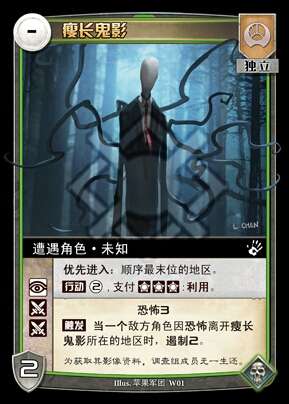 -
瘦长鬼影
独立
L. CHAN
遭遇角色·未知
优先进入：顺序最末位的地区。
行动 ②，支付★★★：利用。
恐怖3
触发 当一个敌方角色因恐怖离开瘦
长鬼影所在的地区时，遏制2。
为获取其影像资料，调查组成员无一生还。
2
Illus. 苹果军团 W01